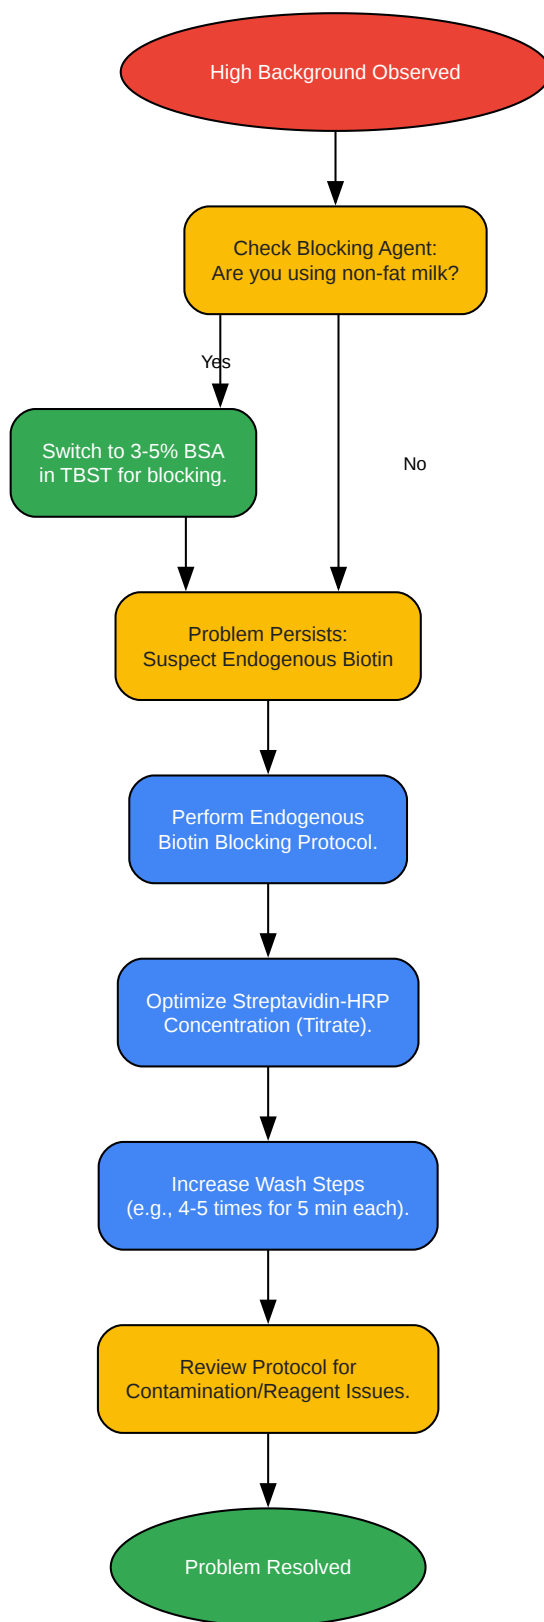 High Background Observed
Check Blocking Agent:
Are you using non-fat milk?
Yes
Switch to 3-5% BSA
in TBST for blocking.
No
Problem Persists:
Suspect Endogenous Biotin
Perform Endogenous
Biotin Blocking Protocol.
Optimize Streptavidin-HRP
Concentration (Titrate).
Increase Wash Steps
(e.g., 4-5 times for 5 min each).
Review Protocol for
Contamination/Reagent Issues.
Problem Resolved